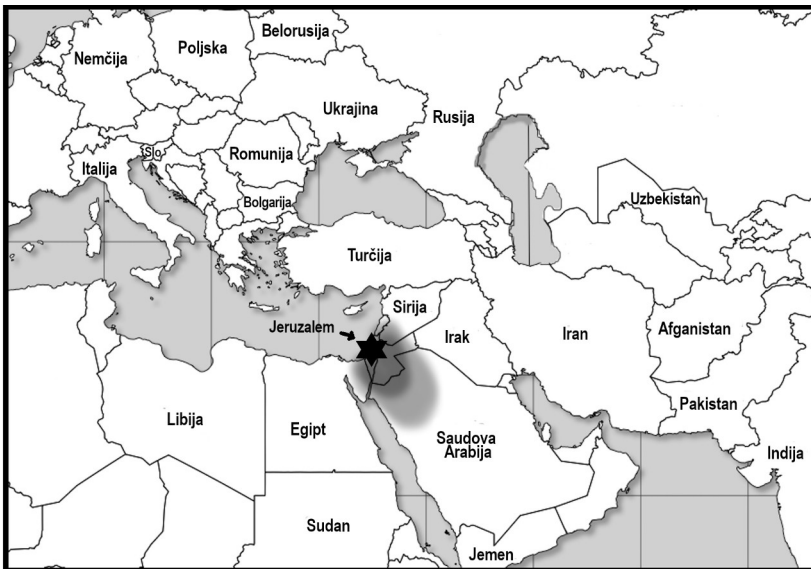 Belorusija
Nemčija
Poljska
Ukrajina
Rusija
Slo
Italija
Romunija
Bolgarija
Uzbekistan
Turčija
Sirija
Jeruzalem
Irak
Iran
Afganistan
Pakistan
Libija
Egipt
Saudova
Arabija
Indija
Sudan
Jemen